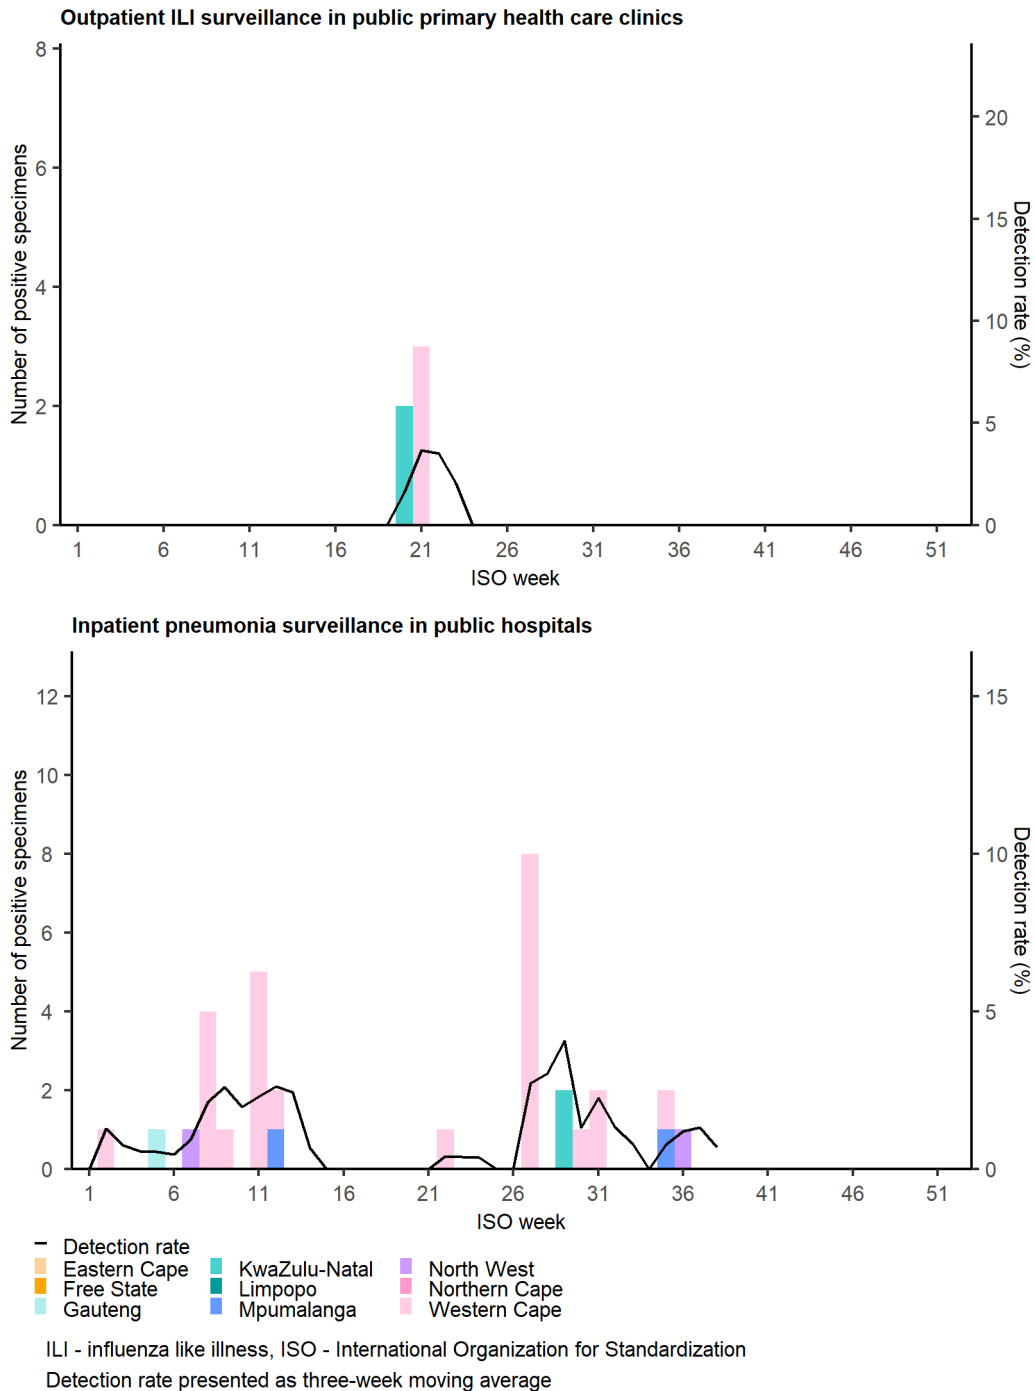 Outpatient ILI surveillance in public primary health care clinics
8
6
4
2
0
Number of positive specimens
20
15
10
5
0
Detection rate (%)
1 6 11 16 21 26 31 36 41 46 51
ISO week
Inpatient pneumonia surveillance in public hospitals
12
10
8
6
4
2
0
Number of positive specimens
15
10
5
0
Detection rate (%)
1 6 11 16 21 26 31 36 41 46 51
ISO week
Detection rate
Eastern Cape KwaZulu-Natal North West
Free State Limpopo Northern Cape
Gauteng Mpumalanga Western Cape
ILI - influenza like illness, ISO - International Organization for Standardization
Detection rate presented as three-week moving average